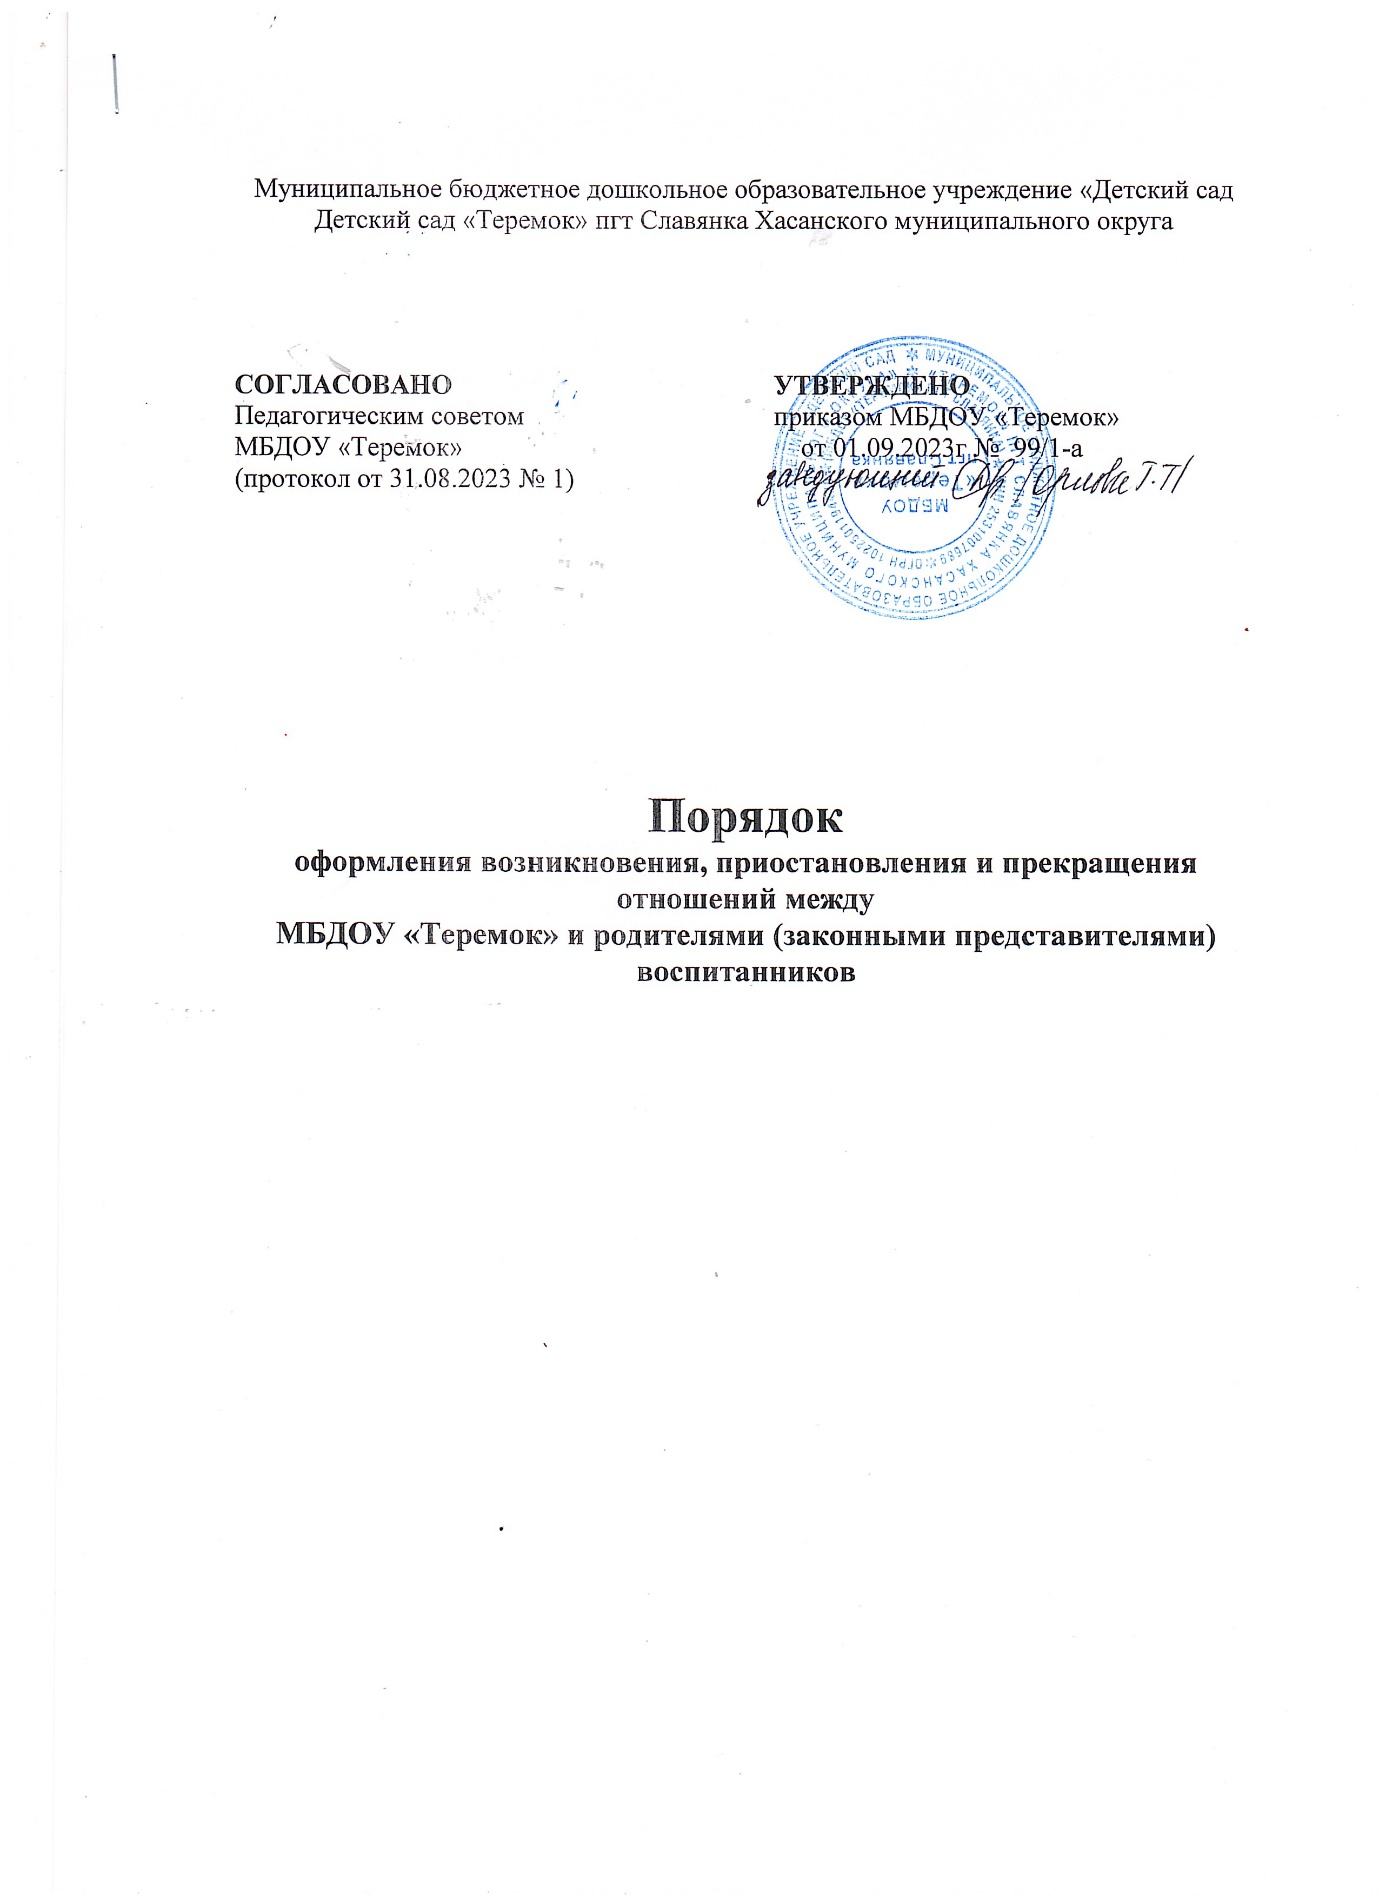 Муниципальное бюджетное дошкольное образовательное учреждение «Детский сад
Детский сад «Теремок» пгт Славянка Хасанского муниципального округа
СОГЛАСОВАНО
Педагогическим советом
МБДОУ «Теремок»
(протокол от 31.08.2023 № 1)
УТВЕРЖДЕНО
приказом МБДОУ «Теремок»
от 01.09.2023г № 99/1-а
заведующий
МБДОУ
Порядок
оформления возникновения, приостановления и прекращения
отношений между
МБДОУ «Теремок» и родителями (законными представителями)
воспитанников